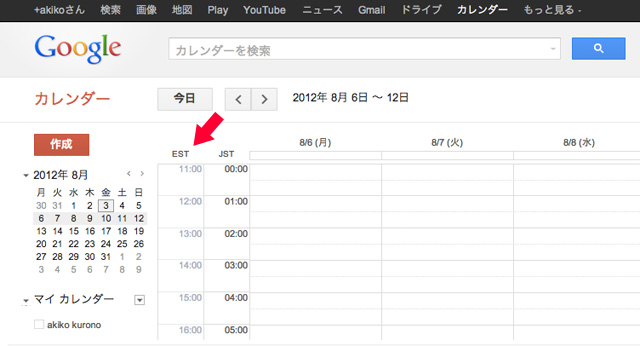 +akikoさん 検索 画像 地図 Play YouTube ニュース Gmail ドライブ カレンダー もっと見る
Google カレンダーを検索
カレンダー 今日 2012年 8月 6日 ～ 12日
作成
8/6 (月) 8/7 (火) 8/8 (水)
EST JST
2012年 8月
月 火 水 木 金 土 日
30 31 1 2 3 4 5
6 7 8 9 10 11 12
13 14 15 16 17 18 19
20 21 22 23 24 25 26
27 28 29 30 31 1 2
3 4 5 6 7 8 9
マイ カレンダー
akiko kurono
11:00 00:00
12:00 01:00
13:00 02:00
14:00 03:00
15:00 04:00
16:00 05:00